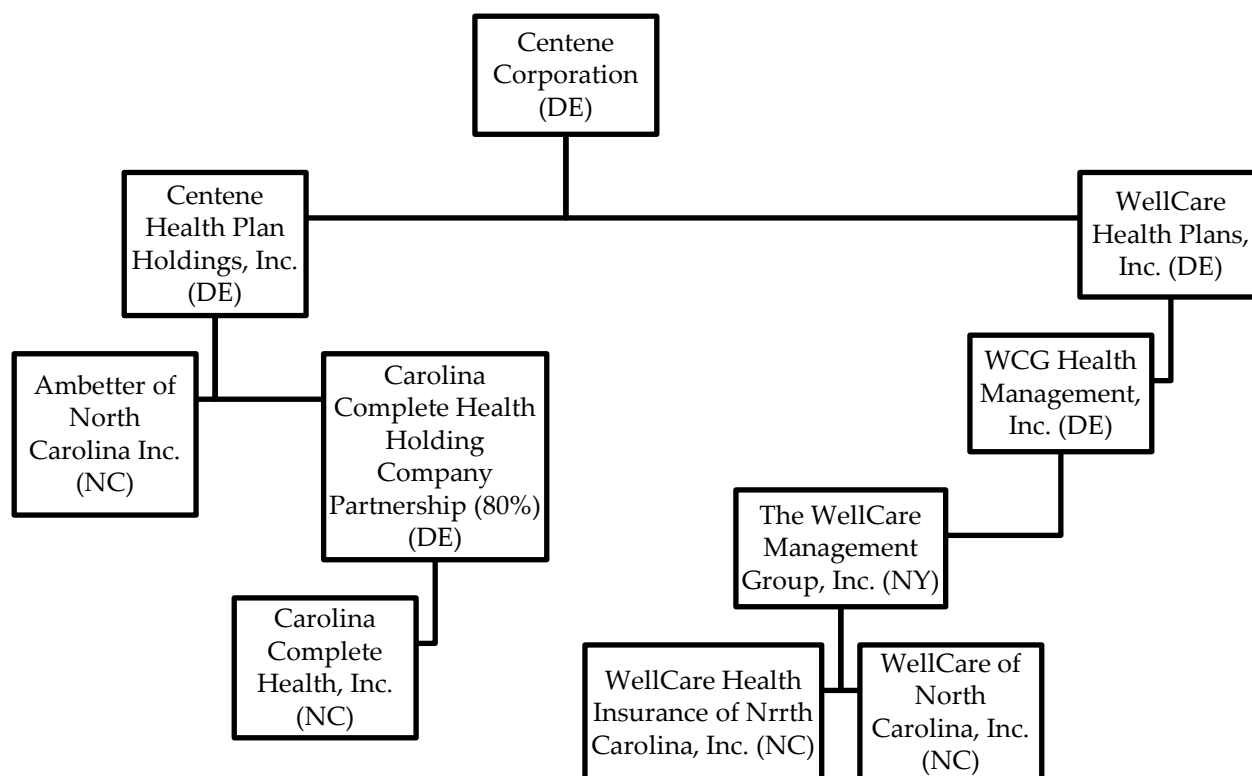 Centene
Corporation
(DE)
Centene
Health Plan
Holdings, Inc.
(DE)
WellCare
Health Plans,
Inc. (DE)
Ambetter of
North
Carolina Inc.
(NC)
Carolina
Complete Health
Holding
Company
Partnership (80%)
(DE)
WCG Health
Management,
Inc. (DE)
The WellCare
Management
Group, Inc. (NY)
Carolina
Complete
Health, Inc.
(NC)
WellCare Health
Insurance of Nrrth
Carolina, Inc. (NC)
WellCare of
North
Carolina, Inc.
(NC)